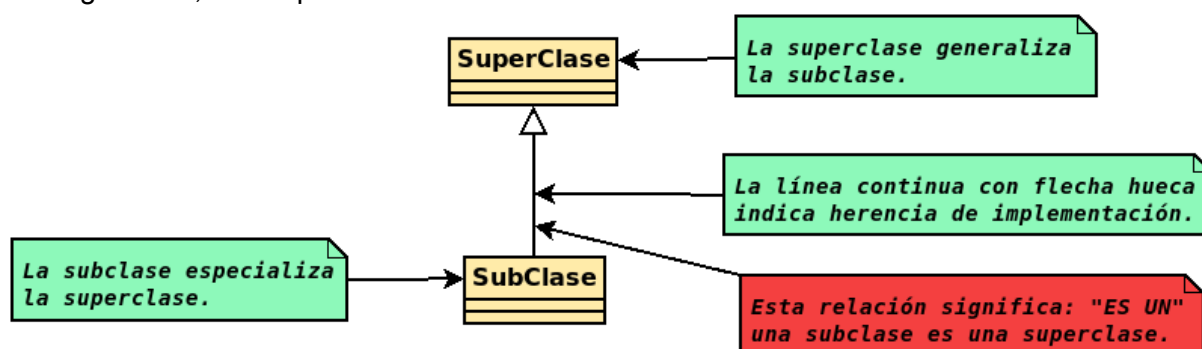 SuperClase
La superclase generaliza
la subclase.
La línea continua con flecha hueca
indica herencia de implementación.
La subclase especializa
la superclase.
SubClase
Esta relación significa: "ES UN"
una subclase es una superclase.